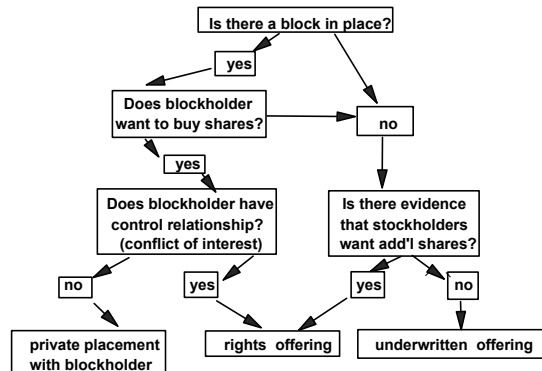 Is there a block in place?
yes
Does blockholder
want to buy shares?
no
yes
Does blockholder have
control relationship?
(conflict of interest)
Is there evidence
that stockholders
want add'l shares?
no
yes
yes
no
private placement
with blockholder
rights offering
underwritten offering